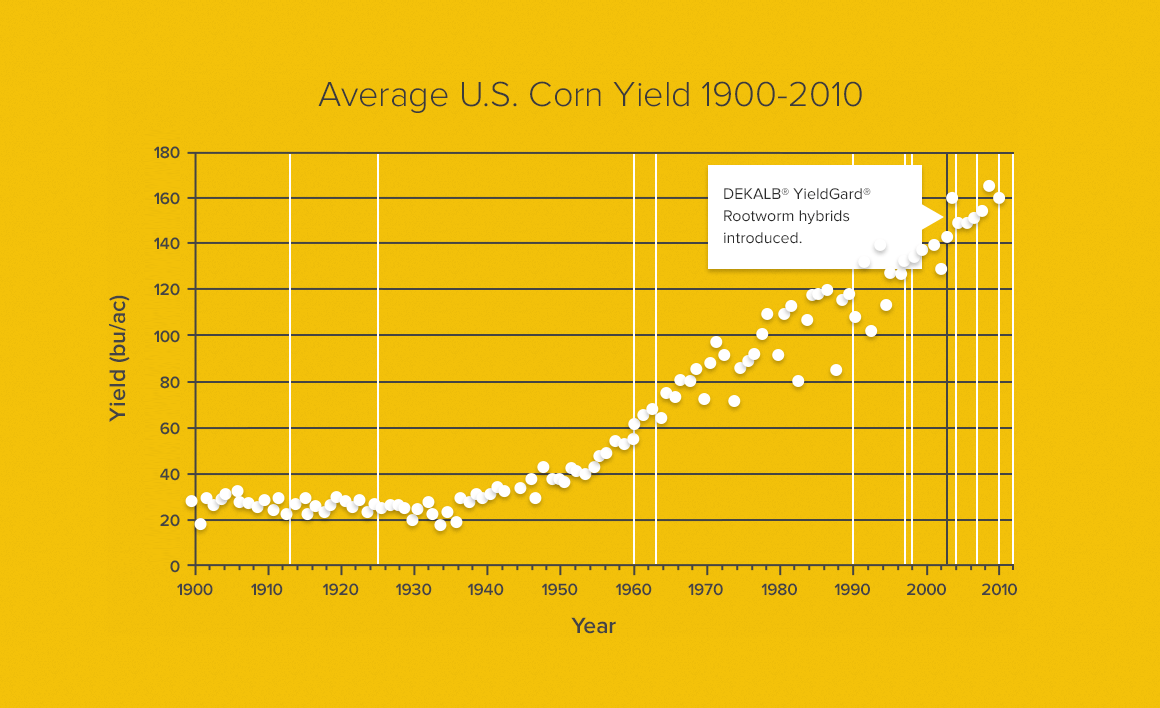 Average U.S. Corn Yield 1900-2010
180
160
140
120
100
80
60
40
20
0
Yield (bu/ac)
DEKALB® YieldGard®
Rootworm hybrids
introduced.
1900 1910 1920 1930 1940 1950 1960 1970 1980 1990 2000 2010
Year